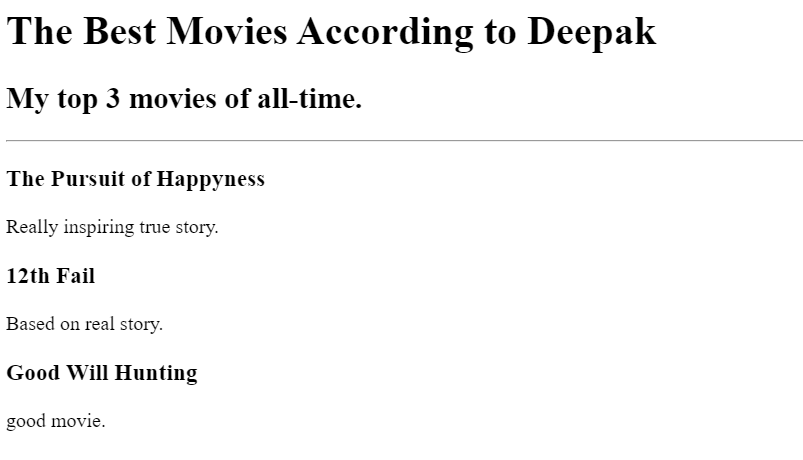 The Best Movies According to Deepak
My top 3 movies of all-time.
The Pursuit of Happyness
Really inspiring true story.
12th Fail
Based on real story.
Good Will Hunting
good movie.